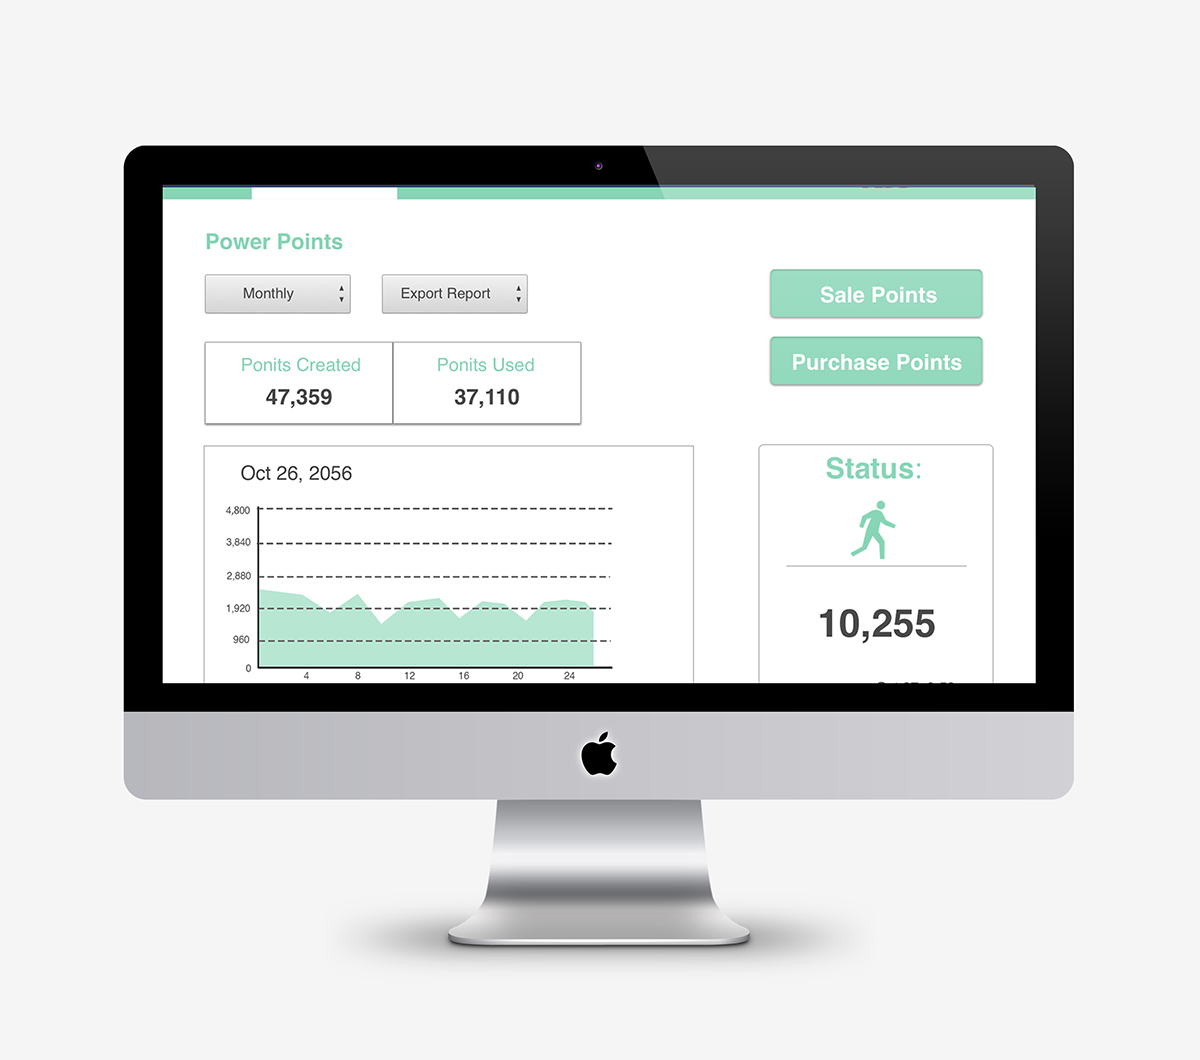 Power Points
Monthly
Export Report
Sale Points
Purchase Points
Ponits Created
47,359
Ponits Used
37,110
Oct 26, 2056
4,800
3,840
2,880
1,920
960
0
4 8 12 16 20 24
Status:
10,255